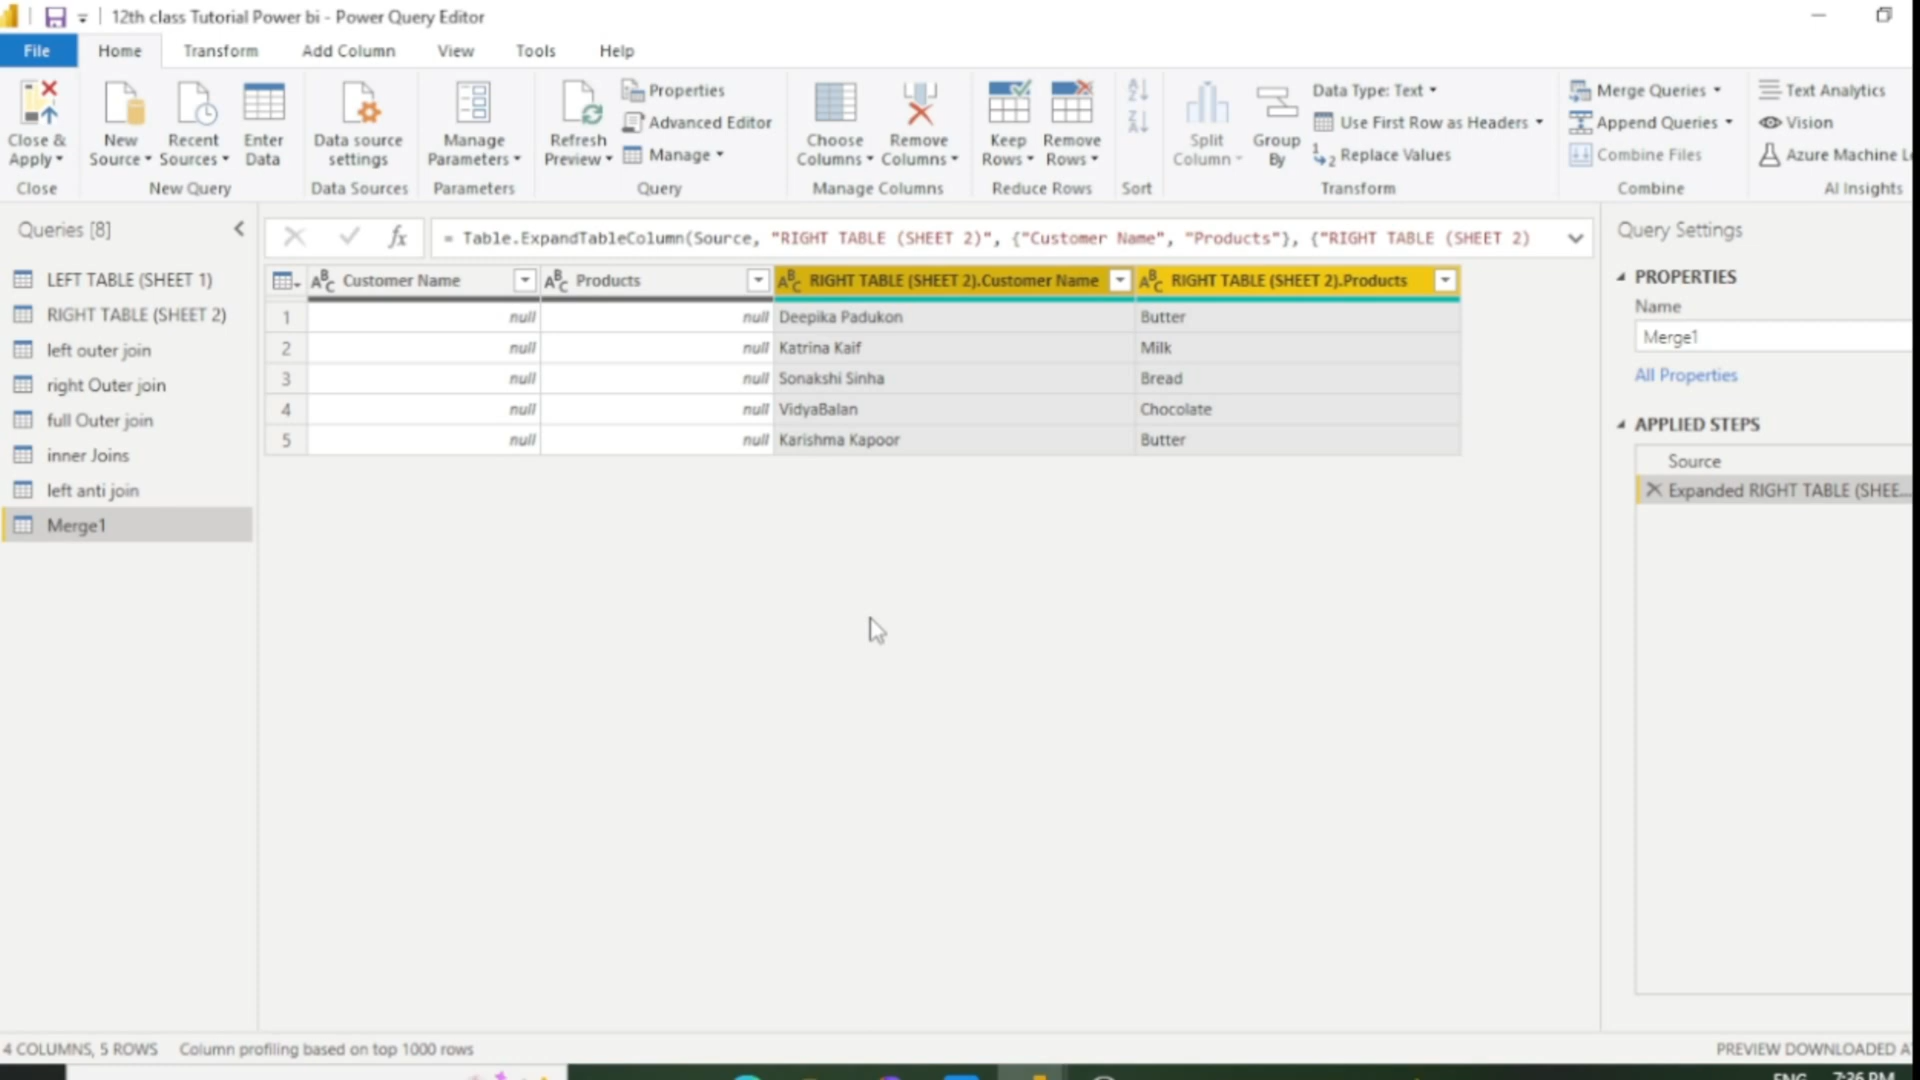 12th class Tutorial Power bi - Power Query Editor
File Home Transform Add Column View Tools Help
Close & Apply
New Source
Recent Sources
Enter Data
Data source settings
Manage Parameters
Refresh Preview
Properties
Advanced Editor
Manage
Choose Columns
Remove Columns
Keep Rows
Remove Rows
Split Column
Group By
Data Type: Text
Use First Row as Headers
Replace Values
Merge Queries
Append Queries
Combine Files
Text Analytics
Vision
Azure Machine
Close New Query Data Sources Parameters Query Manage Columns Reduce Rows Sort Transform Combine AI Insights
Queries [8]
LEFT TABLE (SHEET 1)
RIGHT TABLE (SHEET 2)
left outer join
right Outer join
full Outer join
inner Joins
left anti join
Merge1
fx = Table.ExpandTableColumn(Source, "RIGHT TABLE (SHEET 2)", {"Customer Name", "Products"}, {"RIGHT TABLE (SHEET 2)
Customer Name Products RIGHT TABLE (SHEET 2).Customer Name RIGHT TABLE (SHEET 2).Products
1 null null Deepika Padukon Butter
2 null null Katrina Kaif Milk
3 null null Sonakshi Sinha Bread
4 null null VidyaBalan Chocolate
5 null null Karishma Kapoor Butter
Query Settings
PROPERTIES
Name
Merge1
All Properties
APPLIED STEPS
Source
Expanded RIGHT TABLE (SHEE...
4 COLUMNS, 5 ROWS Column profiling based on top 1000 rows
PREVIEW DOWNLOADED
ENG 7:36 PM